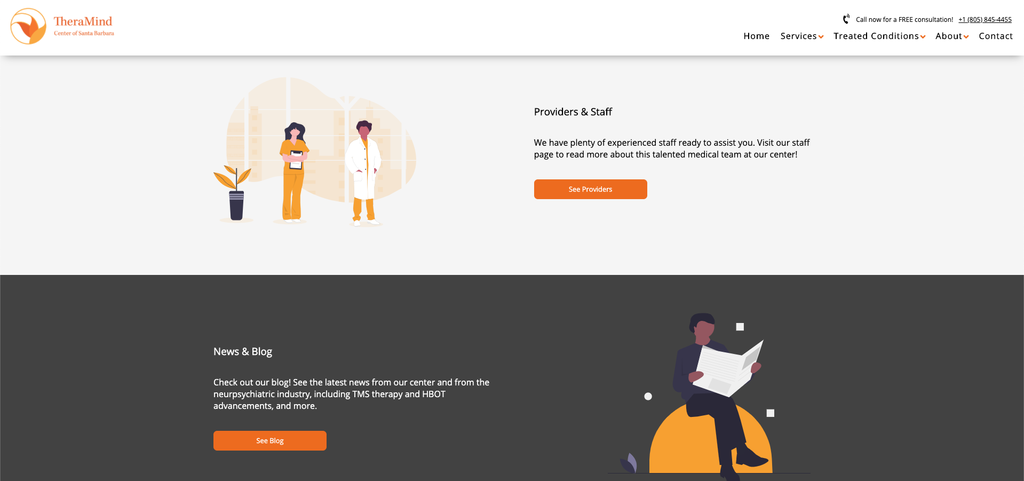 TheraMind
Center of Santa Barbara
Call now for a FREE consultation! +1 (805) 845-4455
Home Services Treated Conditions About Contact
Providers & Staff
We have plenty of experienced staff ready to assist you. Visit our staff
page to read more about this talented medical team at our center!
See Providers
News & Blog
Check out our blog! See the latest news from our center and from the
neurpsychiatric industry, including TMS therapy and HBOT
advancements, and more.
See Blog